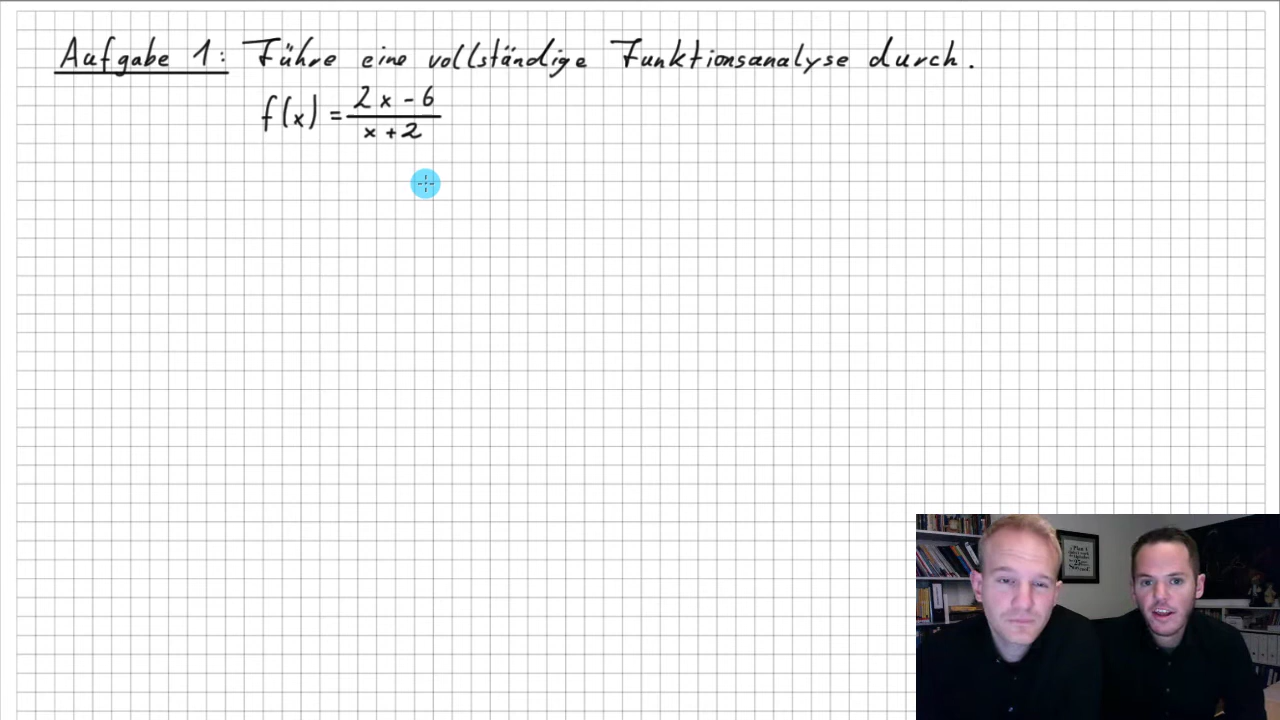 Aufgabe 1: Führe eine vollständige Funktionsanalyse durch.
f(x) = (2x - 6)/(x + 2)